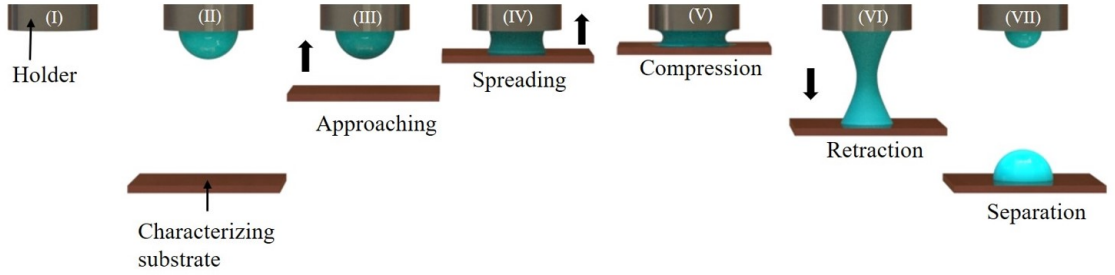 (I)
(II)
(III)
(IV)
(V)
(VI)
(VII)
Holder
Characterizing
substrate
Approaching
Spreading
Compression
Retraction
Separation